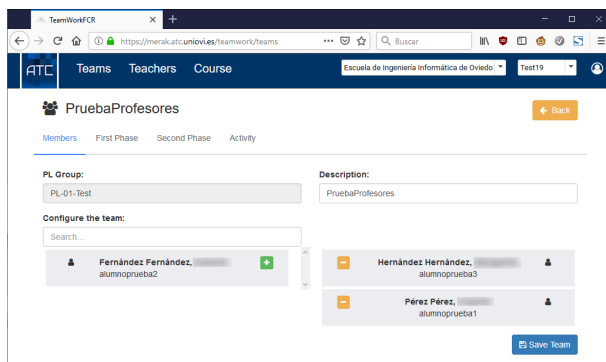 TeamWorkFCR
https://merak.atc.uniovi.es/teamwork/teams
Buscar
ATC Teams Teachers Course Escuela de Ingeniería Informática de Oviedo Test19
PruebaProfesores
Back
Members First Phase Second Phase Activity
PL Group: Description:
PL-01-Test PruebaProfesores
Configure the team:
Search...
Fernández Fernández, Hernández Hernández,
alumnoprueba2 alumnoprueba3
Pérez Pérez,
alumnoprueba1
Save Team